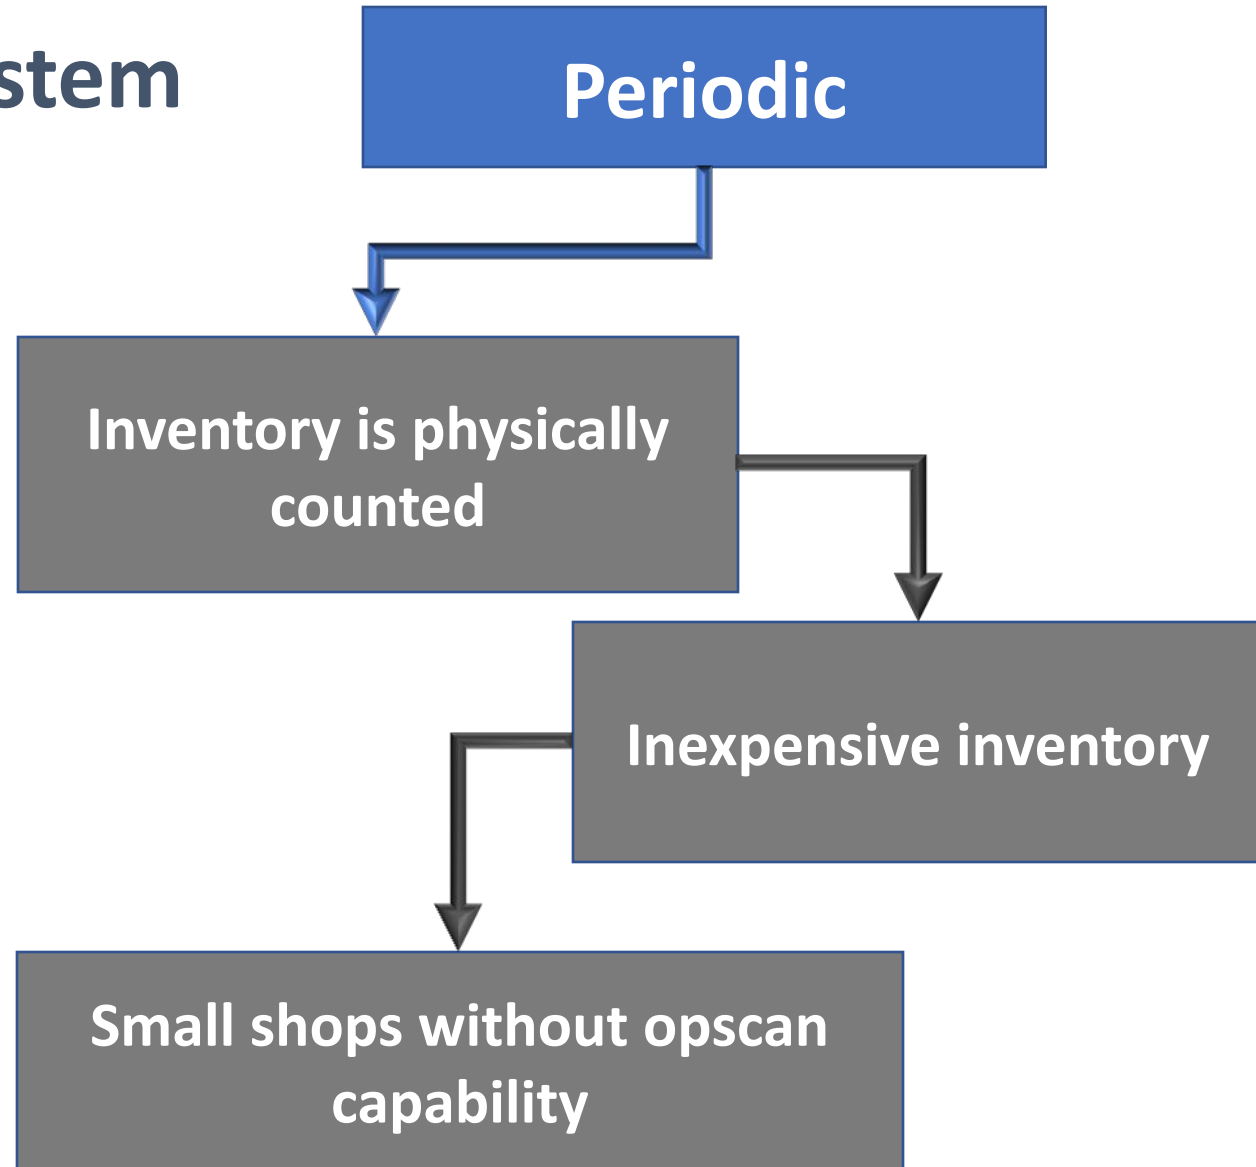 stem
Periodic
Inventory is physically
counted
Inexpensive inventory
Small shops without opscan
capability